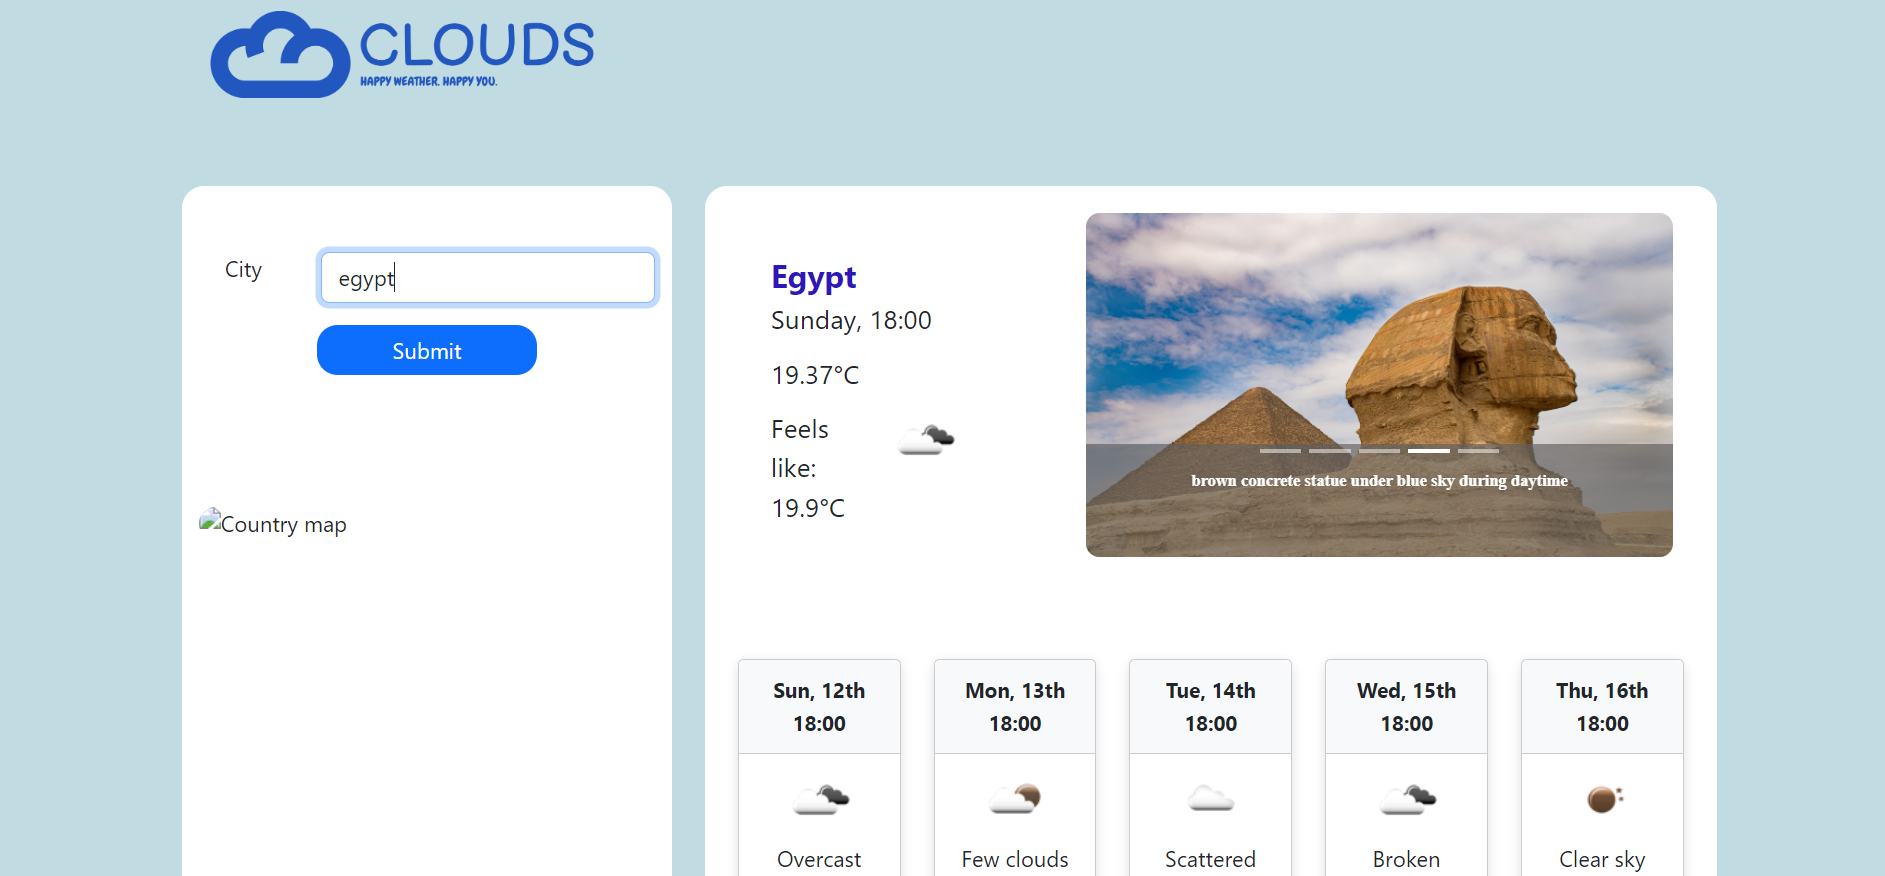 CLOUDS
HAPPY WEATHER. HAPPY YOU.
City
egypt
Submit
Country map
Egypt
Sunday, 18:00
19.37°C
Feels
like:
19.9°C
brown concrete statue under blue sky during daytime
Sun, 12th
18:00
Overcast
Mon, 13th
18:00
Few clouds
Tue, 14th
18:00
Scattered
Wed, 15th
18:00
Broken
Thu, 16th
18:00
Clear sky